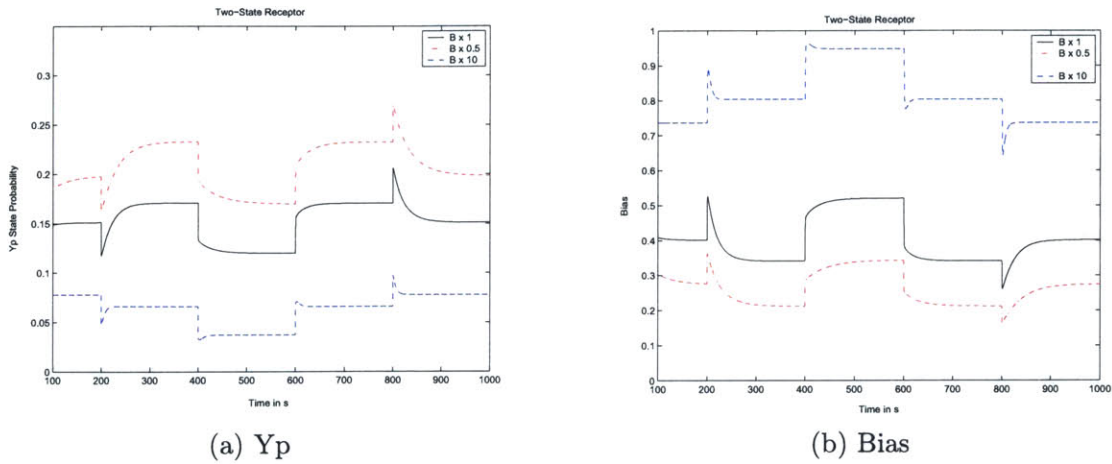 Two-State Receptor
B x 1
B x 0.5
B x 10
0.3
0.25
0.2
0.15
0.1
0.05
0
Yp State Probability
100 200 300 400 500 600 700 800 900 1000
Time in s
(a) Yp
Two-State Receptor
B x 1
B x 0.5
B x 10
1
0.9
0.8
0.7
0.6
0.5
0.4
0.3
0.2
0.1
0
Bias
100 200 300 400 500 600 700 800 900 1000
Time in s
(b) Bias